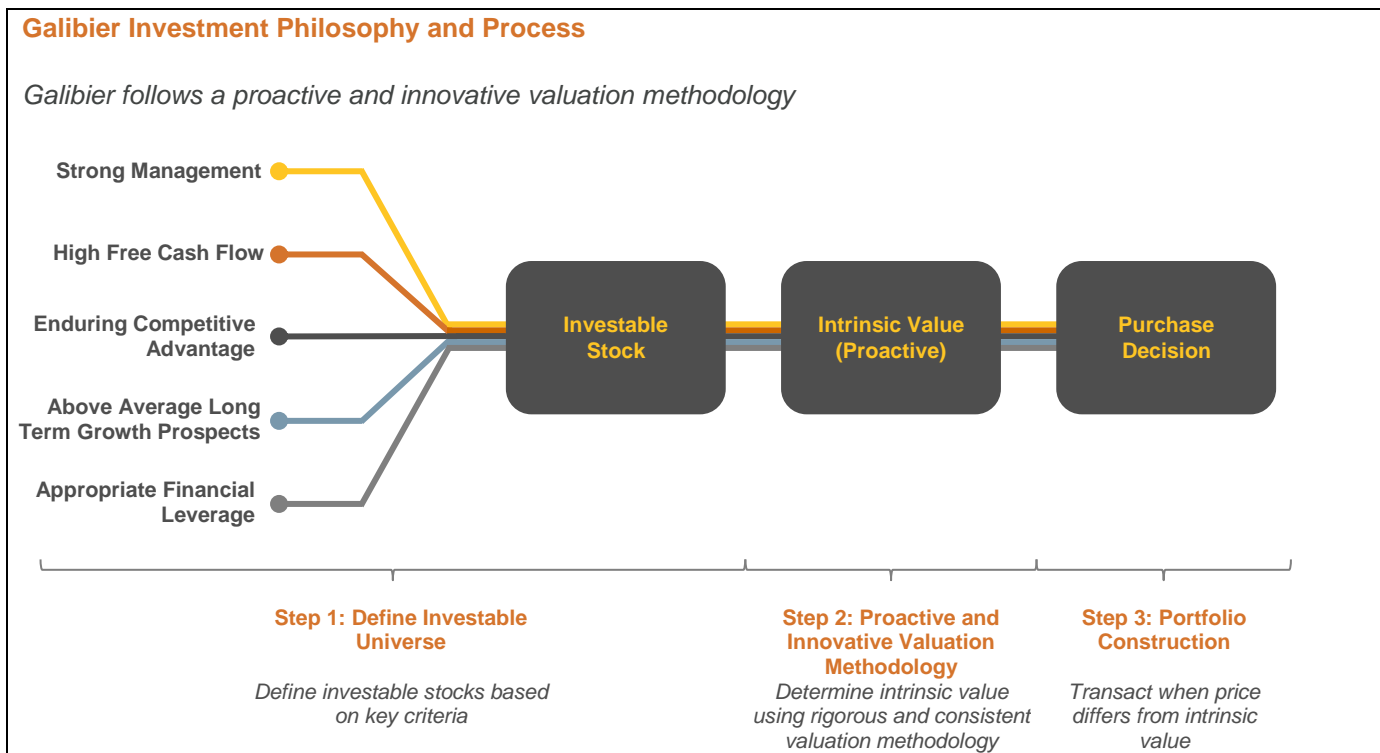 Galibier Investment Philosophy and Process
Galibier follows a proactive and innovative valuation methodology
Strong Management
High Free Cash Flow
Enduring Competitive
Advantage
Above Average Long
Term Growth Prospects
Appropriate Financial
Leverage
Investable
Stock
Intrinsic Value
(Proactive)
Purchase
Decision
Step 1: Define Investable
Universe
Define investable stocks based
on key criteria
Step 2: Proactive and
Innovative Valuation
Methodology
Determine intrinsic value
using rigorous and consistent
valuation methodology
Step 3: Portfolio
Construction
Transact when price
differs from intrinsic
value